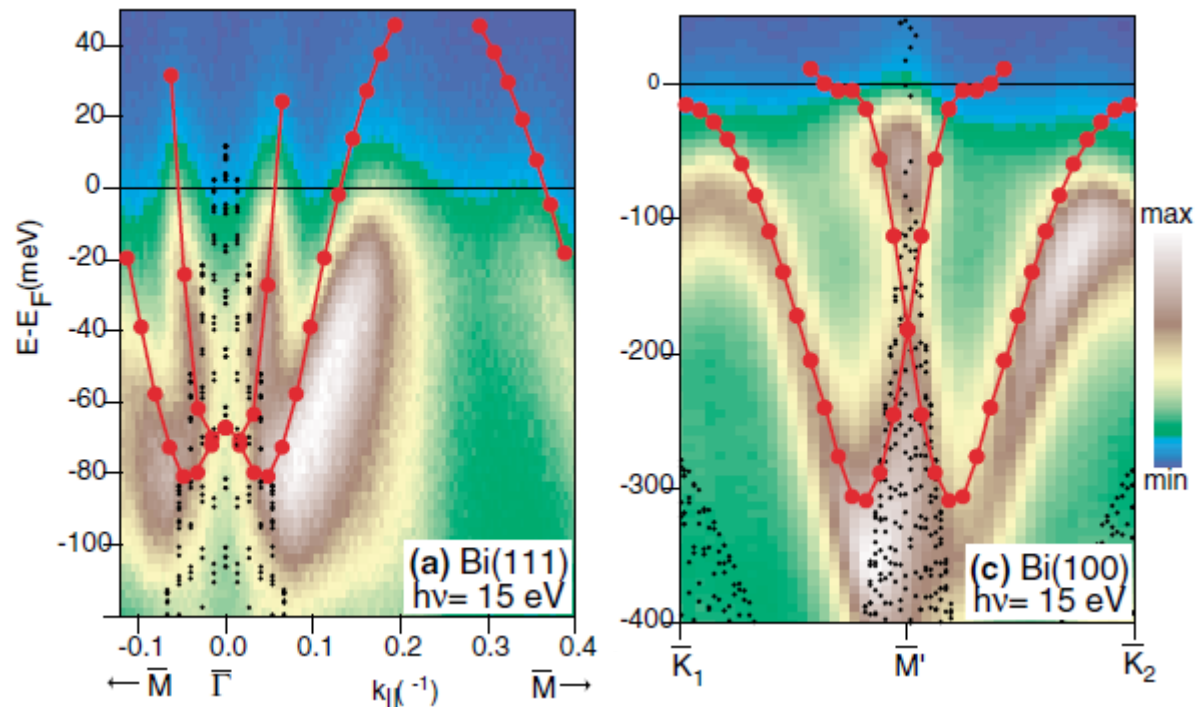 E-E_F(meV)
40
20
0
-20
-40
-60
-80
-100
(a) Bi(111)
hν= 15 eV
-0.1 0.0 0.1 0.2 0.3 0.4
←M̅ Γ̅ k||( -1) M̅→
0
-100
-200
-300
-400
(c) Bi(100)
hν= 15 eV
K̅1 M̅' K̅2
max
min